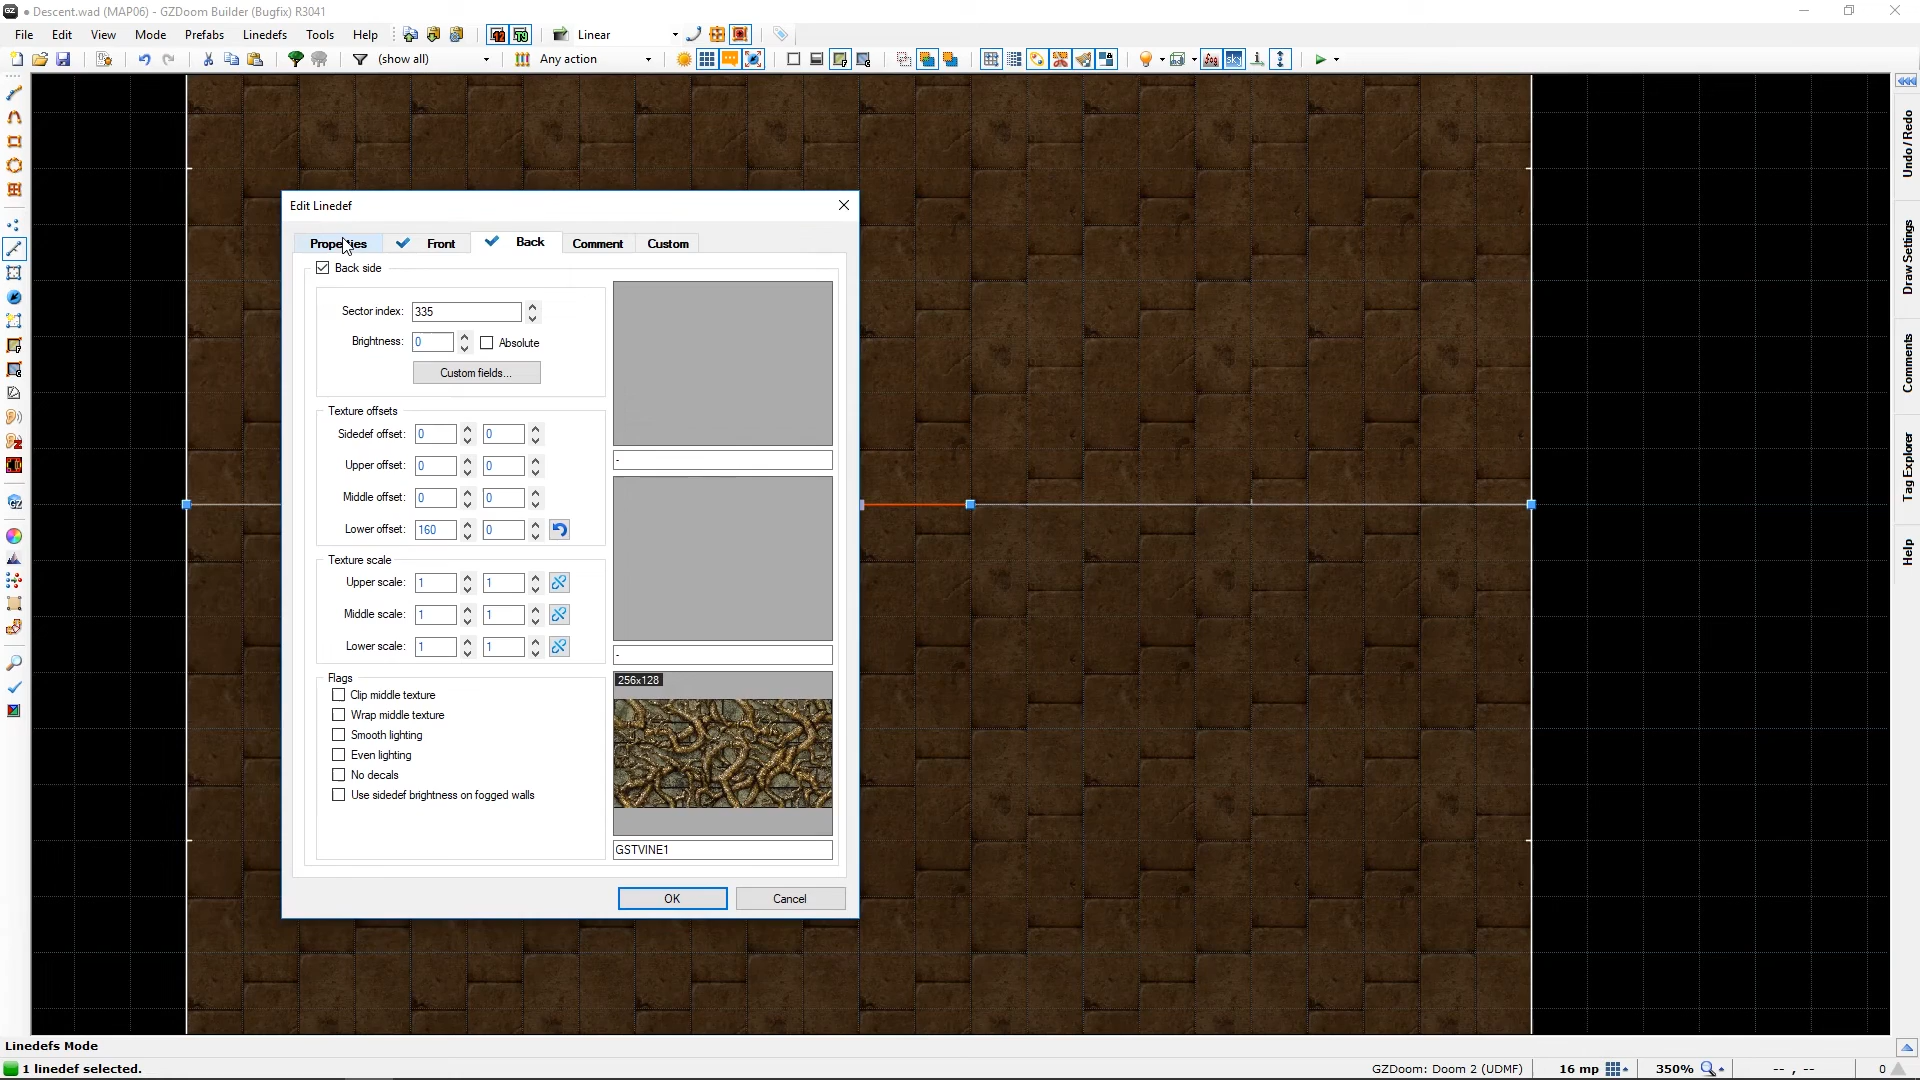 Descent.wad (MAP06) - GZDoom Builder (Bugfix) R3041
File Edit View Mode Prefabs Linedefs Tools Help Linear
(show all) Any action
Undo / Redo
Draw Settings
Comments
Tag Explorer
Help
Edit Linedef
Properties Front Back Comment Custom
Back side
Sector index: 335
Brightness: 0 Absolute
Custom fields...
Texture offsets
Sidedef offset: 0 0
Upper offset: 0 0
Middle offset: 0 0
Lower offset: 160 0
Texture scale
Upper scale: 1 1
Middle scale: 1 1
Lower scale: 1 1
Flags
Clip middle texture
Wrap middle texture
Smooth lighting
Even lighting
No decals
Use sidedef brightness on fogged walls
-
-
256x128
GSTVINE1
OK Cancel
Linedefs Mode
1 linedef selected.
GZDoom: Doom 2 (UDMF) 16 mp 350% -- , -- 0